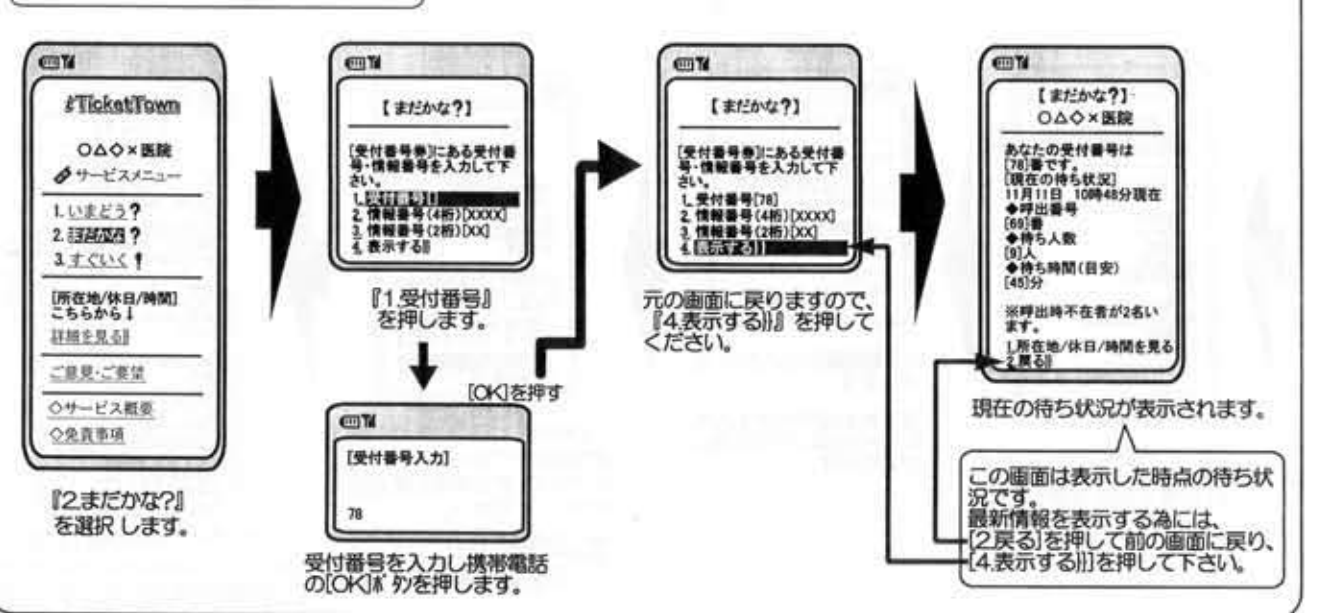 TicketTown
〇△◇×医院
サービスメニュー
1. いまどう?
2. まだかな?
3. すぐいく!
[所在地/休日/時間]
こちらから↓
詳細を見る》
ご意見・ご要望
◇サービス概要
◇免責事項
『2.まだかな?』
を選択 します。
【 まだかな?】
[受付番号券]にある受付番
号・情報番号を入力して下
さい。
1. 受付番号[]
2. 情報番号(4桁)[XXXX]
3. 情報番号(2桁)[XX]
4. 表示する》
『1.受付番号』
を押します。
[OK]を押す
[受付番号入力]
78
受付番号を入力し携帯電話
の[OK]ボタンを押します。
【 まだかな?】
[受付番号券]にある受付番
号・情報番号を入力して下
さい。
1. 受付番号[78]
2. 情報番号(4桁)[XXXX]
3. 情報番号(2桁)[XX]
4. 表示する》
元の画面に戻りますので、
『4.表示する》』を押して
ください。
【 まだかな?】
〇△◇×医院
あなたの受付番号は
[78]番です。
[現在の待ち状況]
11月11日 10時48分現在
◆呼出番号
[69]番
◆待ち人数
[9]人
◆待ち時間(目安)
[45]分
※呼出時不在者が2名い
ます。
1.所在地/休日/時間を見る
2.戻る》
現在の待ち状況が表示されます。
この画面は表示した時点の待ち状
況です。
最新情報を表示する為には、
[2.戻る]を押して前の画面に戻り、
[4.表示する》]を押して下さい。